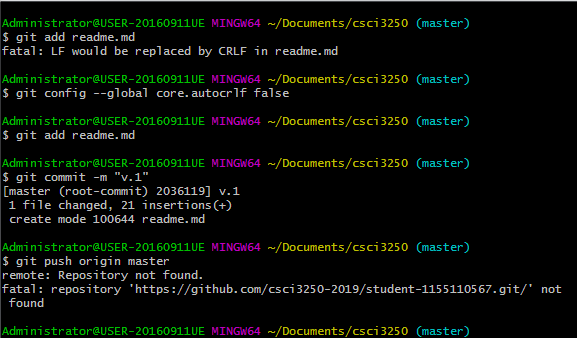 Administrator@USER-20160911UE MINGW64 ~/Documents/csci3250 (master)
$ git add readme.md
fatal: LF would be replaced by CRLF in readme.md
Administrator@USER-20160911UE MINGW64 ~/Documents/csci3250 (master)
$ git config --global core.autocrlf false
Administrator@USER-20160911UE MINGW64 ~/Documents/csci3250 (master)
$ git add readme.md
Administrator@USER-20160911UE MINGW64 ~/Documents/csci3250 (master)
$ git commit -m "v.1"
[master (root-commit) 2036119] v.1
1 file changed, 21 insertions(+)
create mode 100644 readme.md
Administrator@USER-20160911UE MINGW64 ~/Documents/csci3250 (master)
$ git push origin master
remote: Repository not found.
fatal: repository 'https://github.com/csci3250-2019/student-1155110567.git/' not
found
Administrator@USER-20160911UE MINGW64 ~/Documents/csci3250 (master)